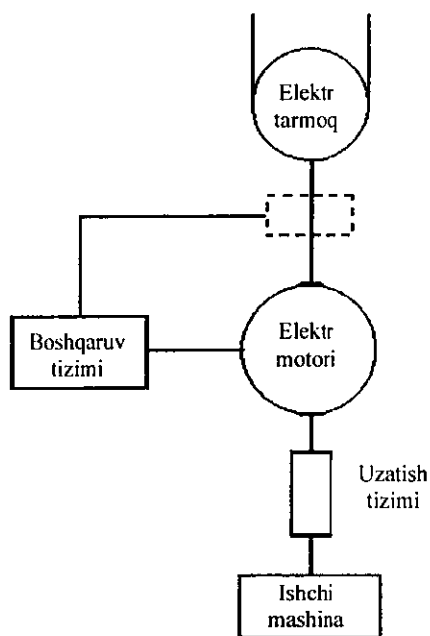 Elektr
tarmoq
Boshqaruv
tizimi
Elektr
motori
Uzatish
tizimi
Ishchi
mashina